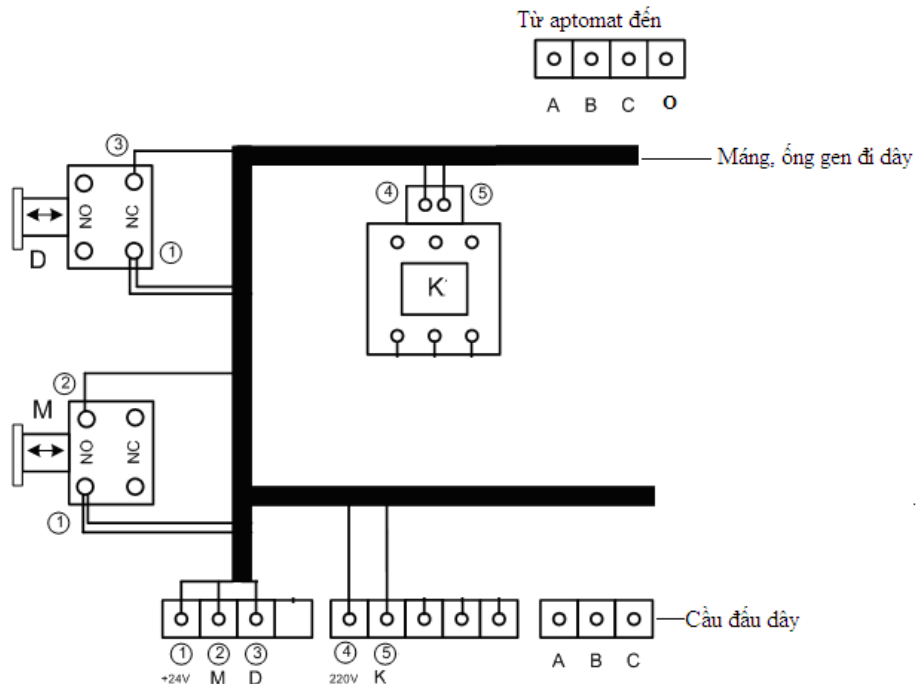 Từ aptomat đến
A B C O
Máng, ống gen đi dây
③
④ ⑤
NO NC
D
①
K
②
M
NO NC
①
Cầu đấu dây
① ② ③ ④ ⑤
+24V M D 220V K
A B C